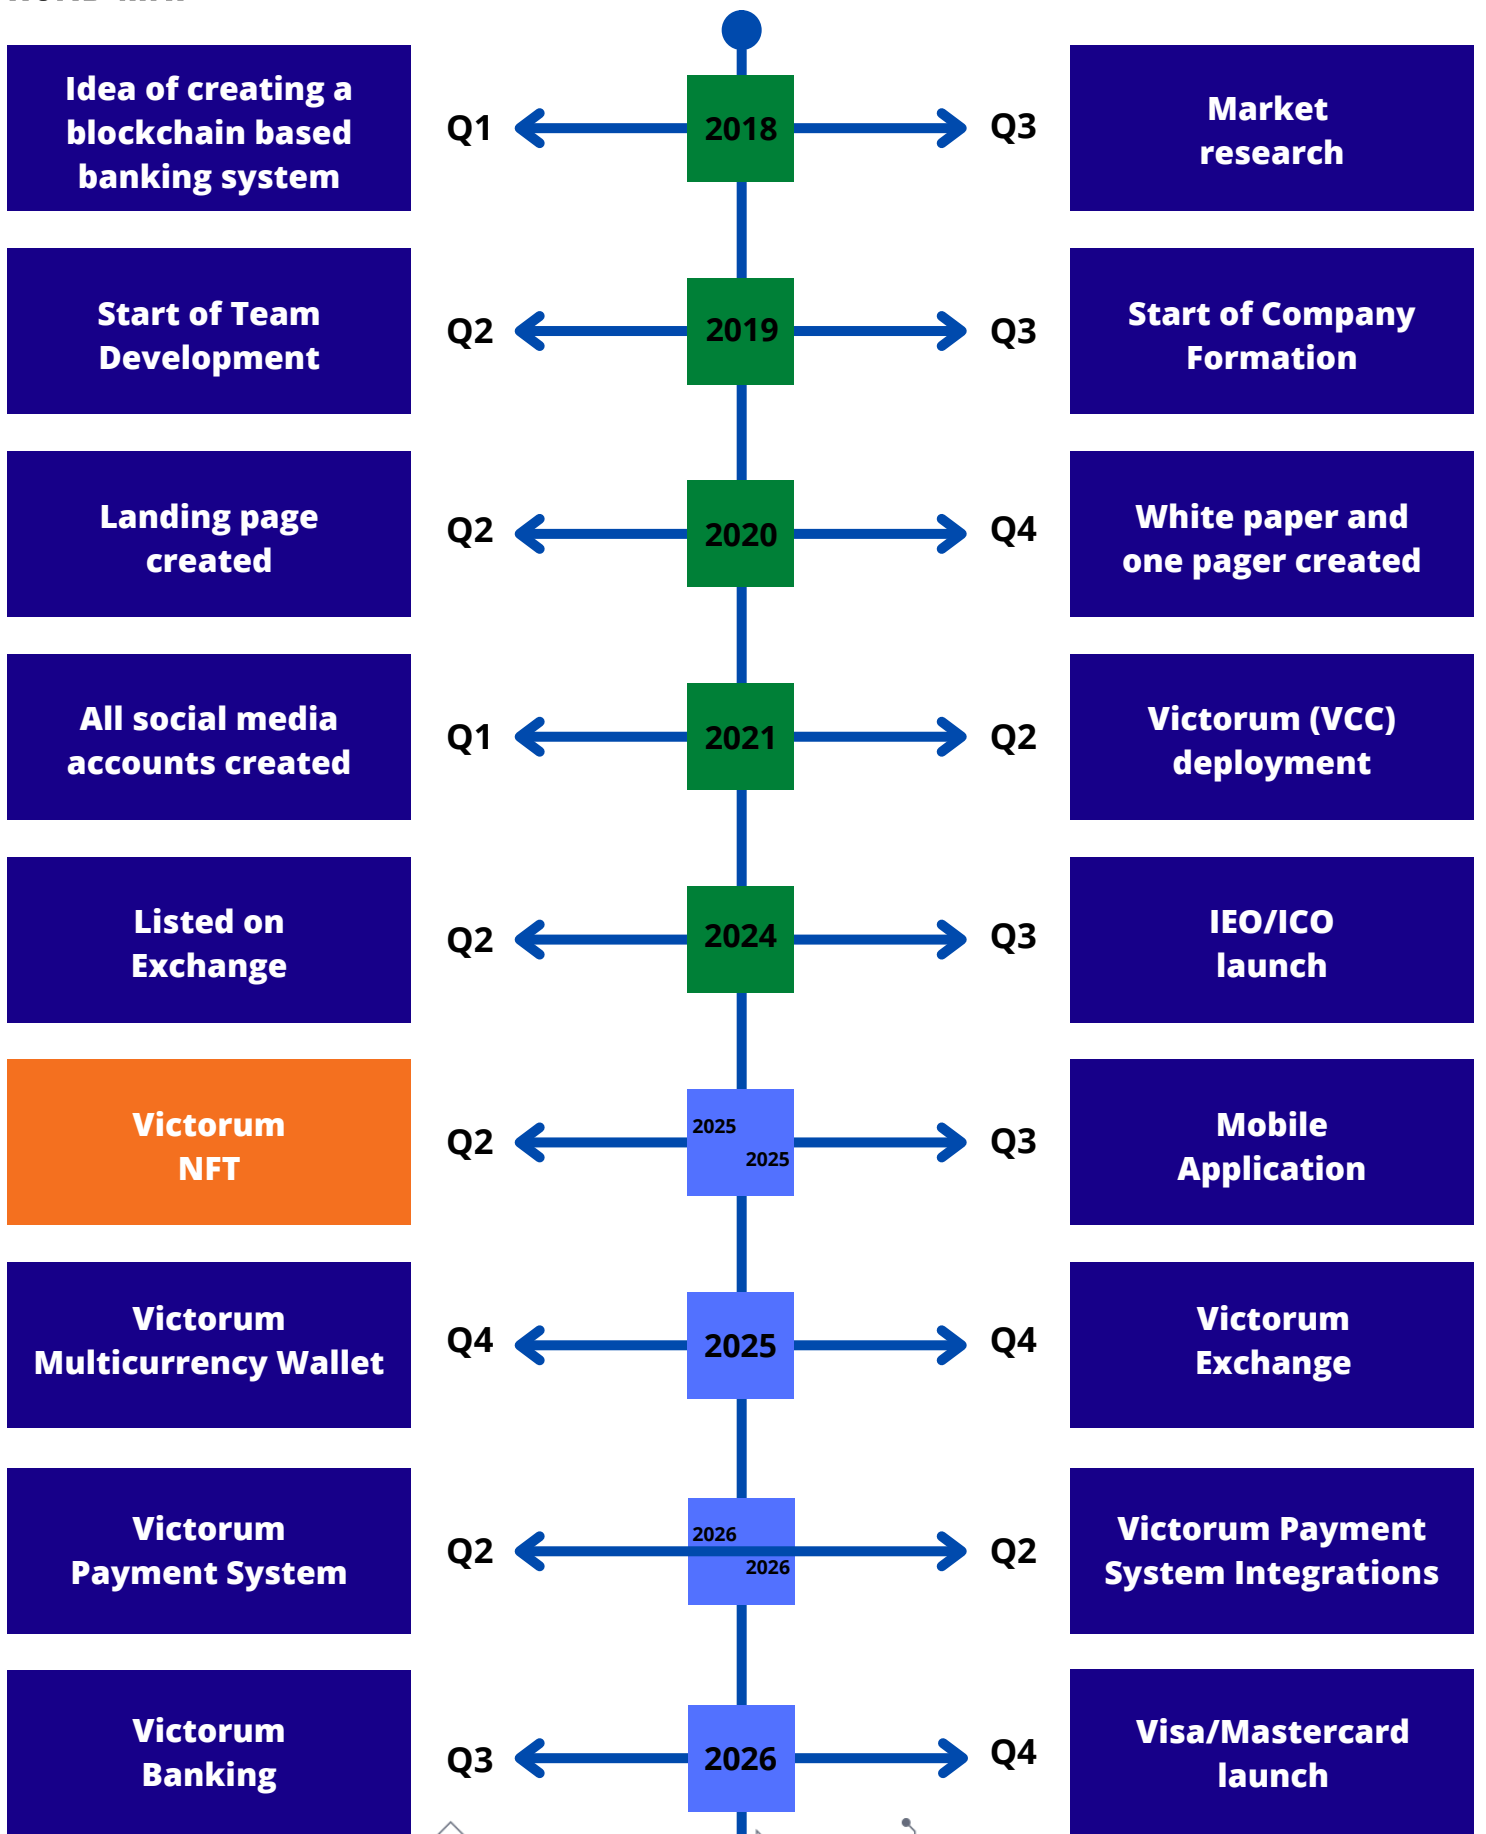 Idea of creating a
blockchain based
banking system
Q1
2018
Q3
Market
research
Start of Team
Development
Q2
2019
Q3
Start of Company
Formation
Landing page
created
Q2
2020
Q4
White paper and
one pager created
All social media
accounts created
Q1
2021
Q2
Victorum (VCC)
deployment
Listed on
Exchange
Q2
2024
Q3
IEO/ICO
launch
Victorum
NFT
Q2
2025
2025
Q3
Mobile
Application
Victorum
Multicurrency Wallet
Q4
2025
Q4
Victorum
Exchange
Victorum
Payment System
Q2
2026
2026
Q2
Victorum Payment
System Integrations
Victorum
Banking
Q3
2026
Q4
Visa/Mastercard
launch